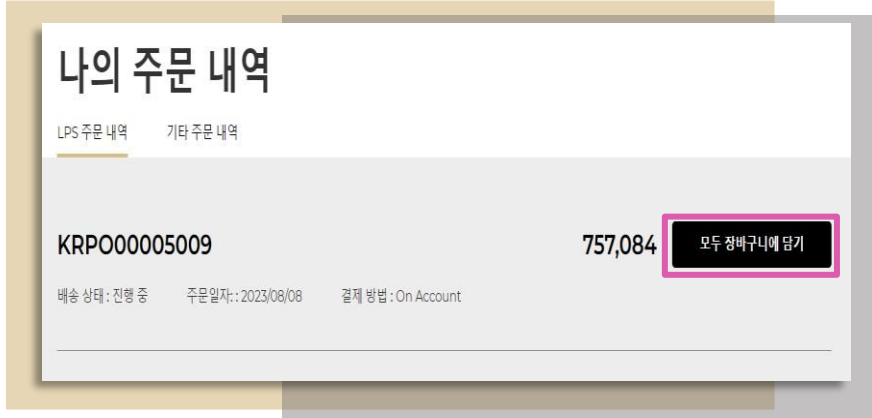 나의 주문 내역
LPS 주문 내역 기타 주문 내역
KRPO00005009 757,084 모두 장바구니에 담기
배송 상태 : 진행 중 주문일자: : 2023/08/08 결제 방법 : On Account